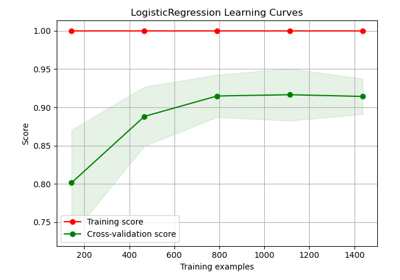 LogisticRegression Learning Curves
1.00
0.95
0.90
0.85
0.80
0.75
Score
Training score
Cross-validation score
200 400 600 800 1000 1200 1400
Training examples